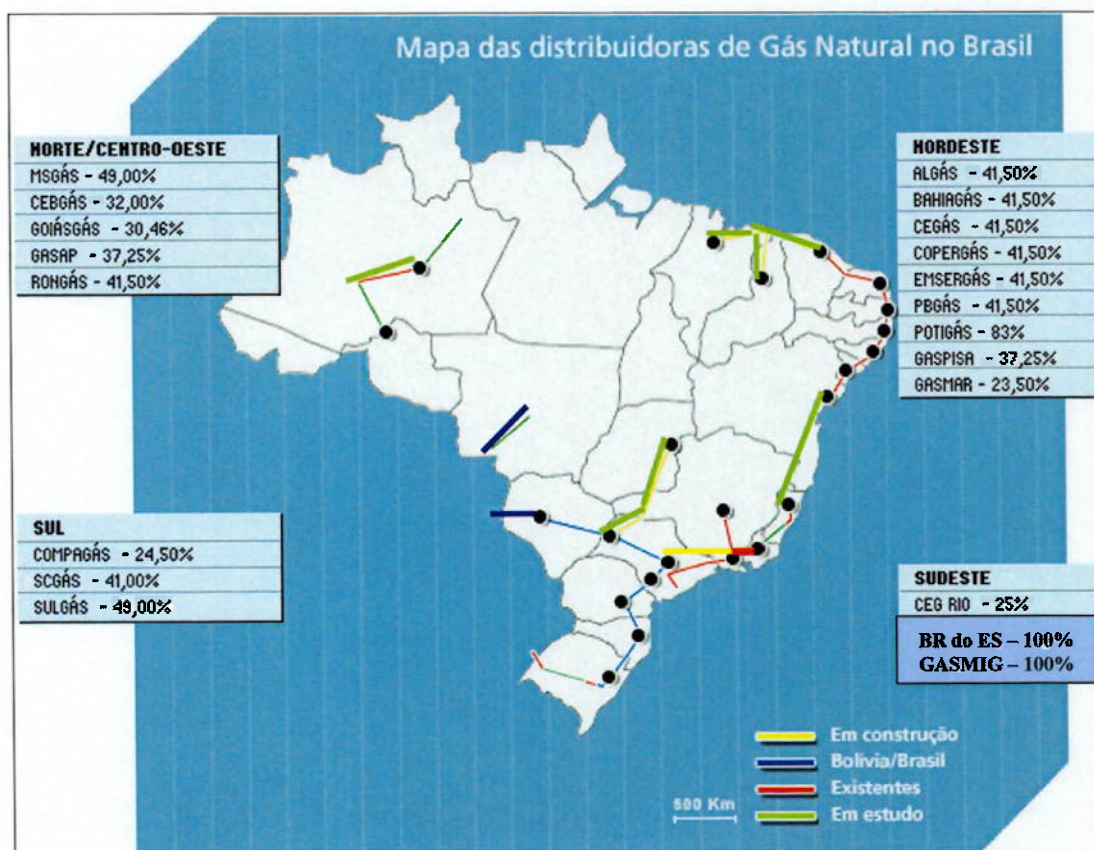 Mapa das distribuidoras de Gás Natural no Brasil
NORTE/CENTRO-OESTE
MSGÁS - 49,00%
CEBGÁS - 32,00%
GOIÁSGÁS - 30,46%
GASAP - 37,25%
RONGÁS - 41,50%
NORDESTE
ALGÁS - 41,50%
BAHIAGÁS - 41,50%
CEGÁS - 41,50%
COPERGÁS - 41,50%
EMSERGÁS - 41,50%
PBGÁS - 41,50%
POTIGÁS - 83%
GASPISA - 37,25%
GASMAR - 23,50%
SUL
COMPAGÁS - 24,50%
SCGÁS - 41,00%
SULGÁS - 49,00%
SUDESTE
CEG RIO - 25%
BR do ES – 100%
GASMIG – 100%
Em construção
Bolivia/Brasil
Existentes
Em estudo
500 Km